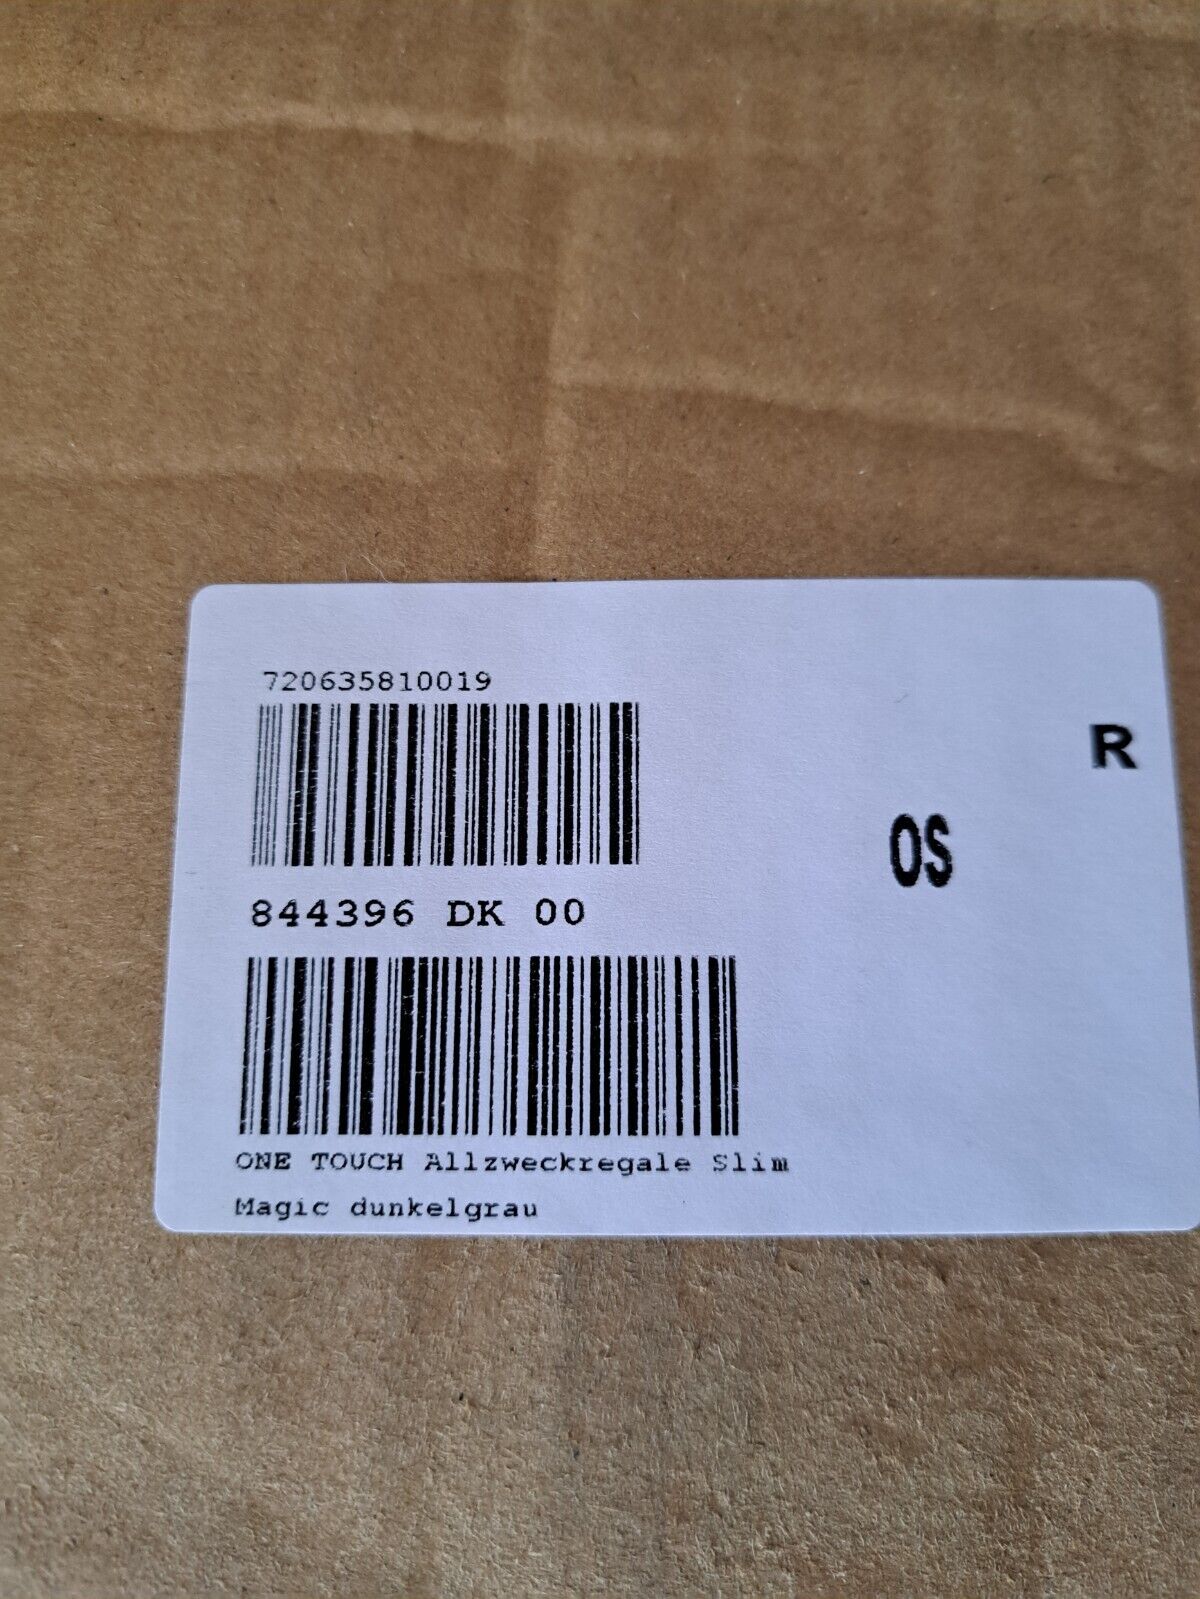 720635810019
R
OS
844396 DK 00
ONE TOUCH Allzweckregale Slim
Magic dunkelgrau